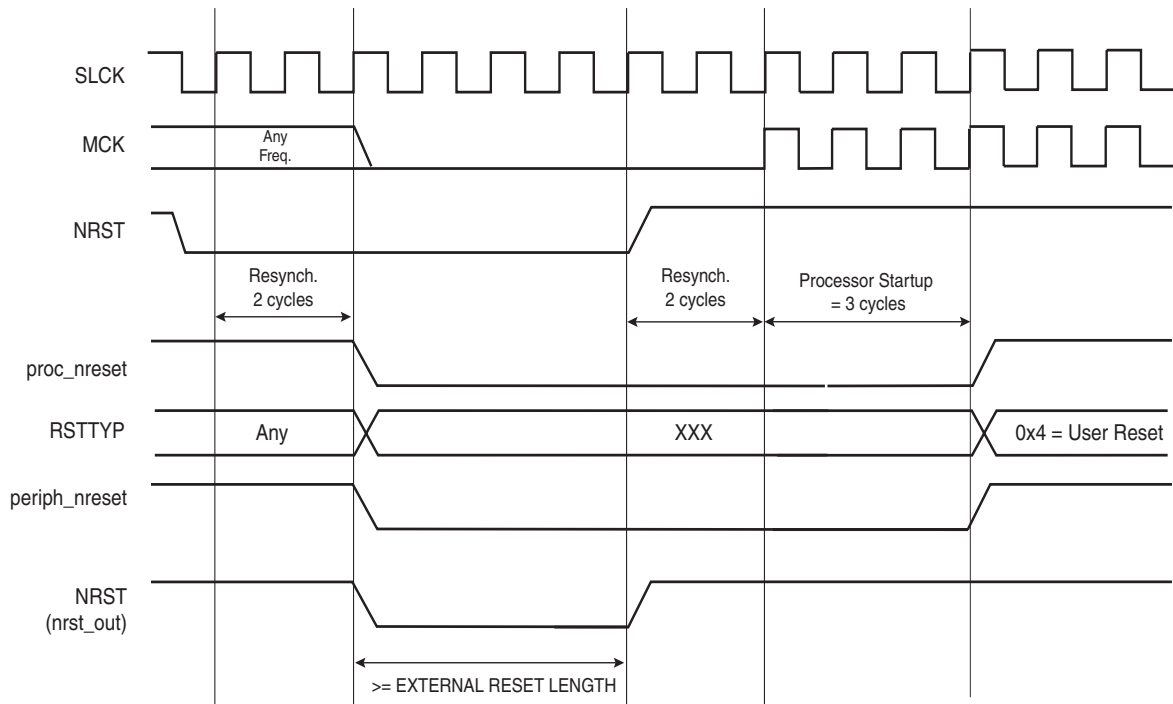 SLCK
MCK
Any
Freq.
NRST
Resynch.
2 cycles
Resynch.
2 cycles
Processor Startup
= 3 cycles
proc_nreset
RSTTYP
Any
XXX
0x4 = User Reset
periph_nreset
NRST
(nrst_out)
>= EXTERNAL RESET LENGTH